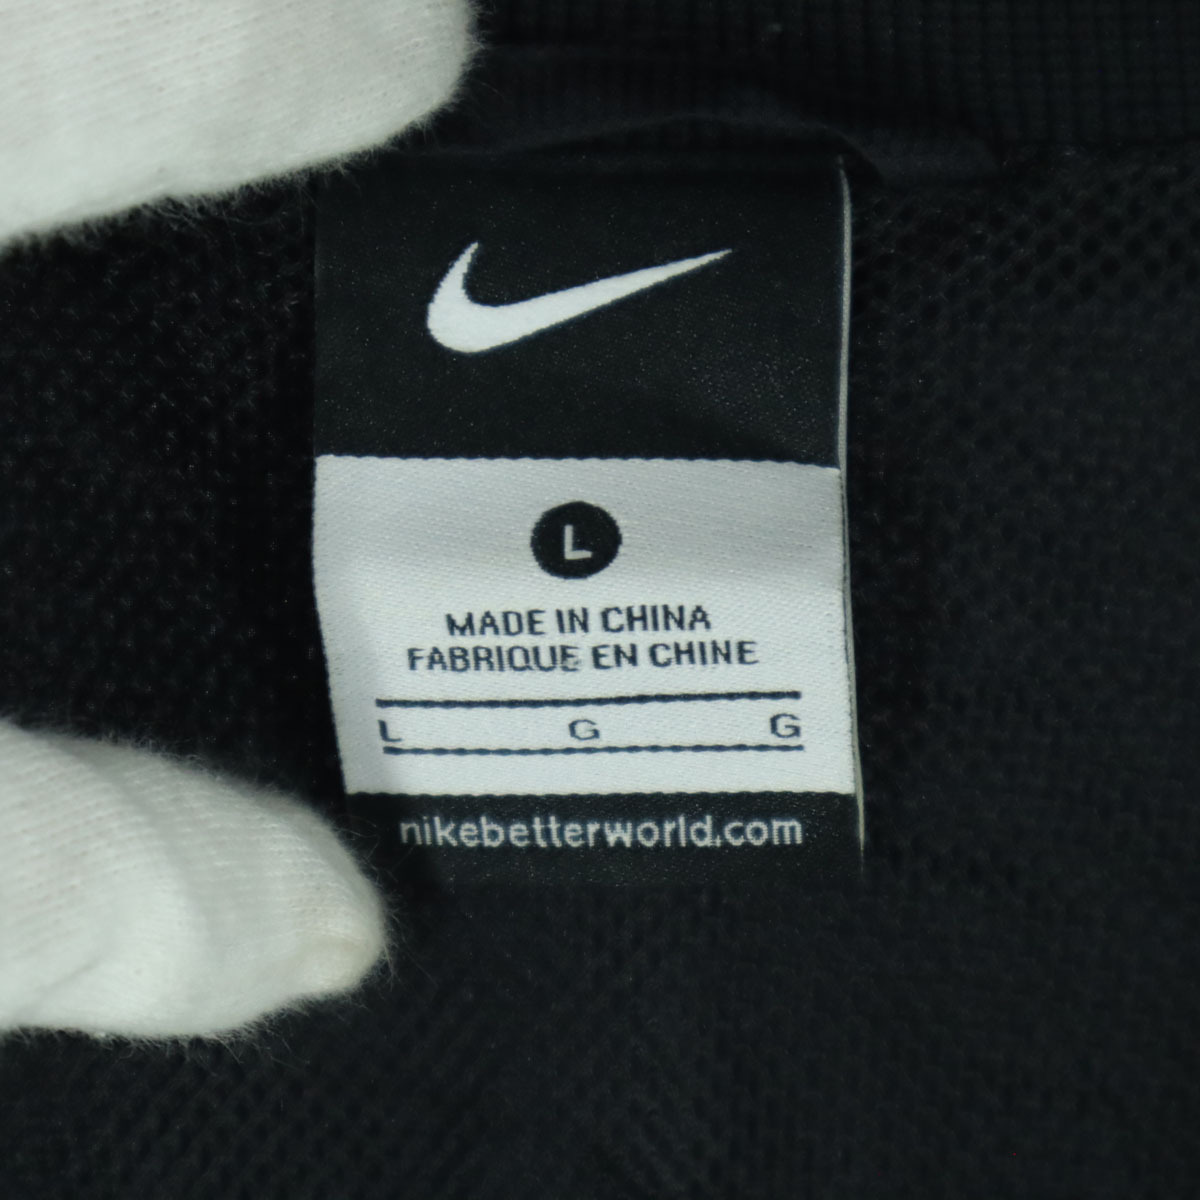 L
MADE IN CHINA
FABRIQUE EN CHINE
L G G
nikebetterworld.com